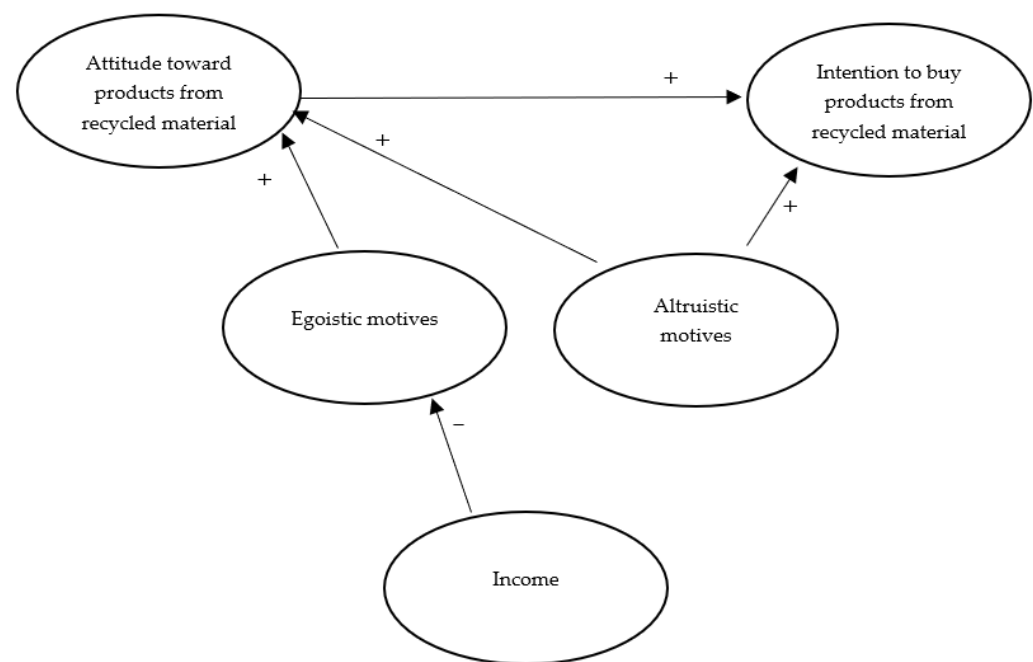 Attitude toward
products from
recycled material
+
Intention to buy
products from
recycled material
+
+
+
Egoistic motives
Altruistic
motives
−
Income